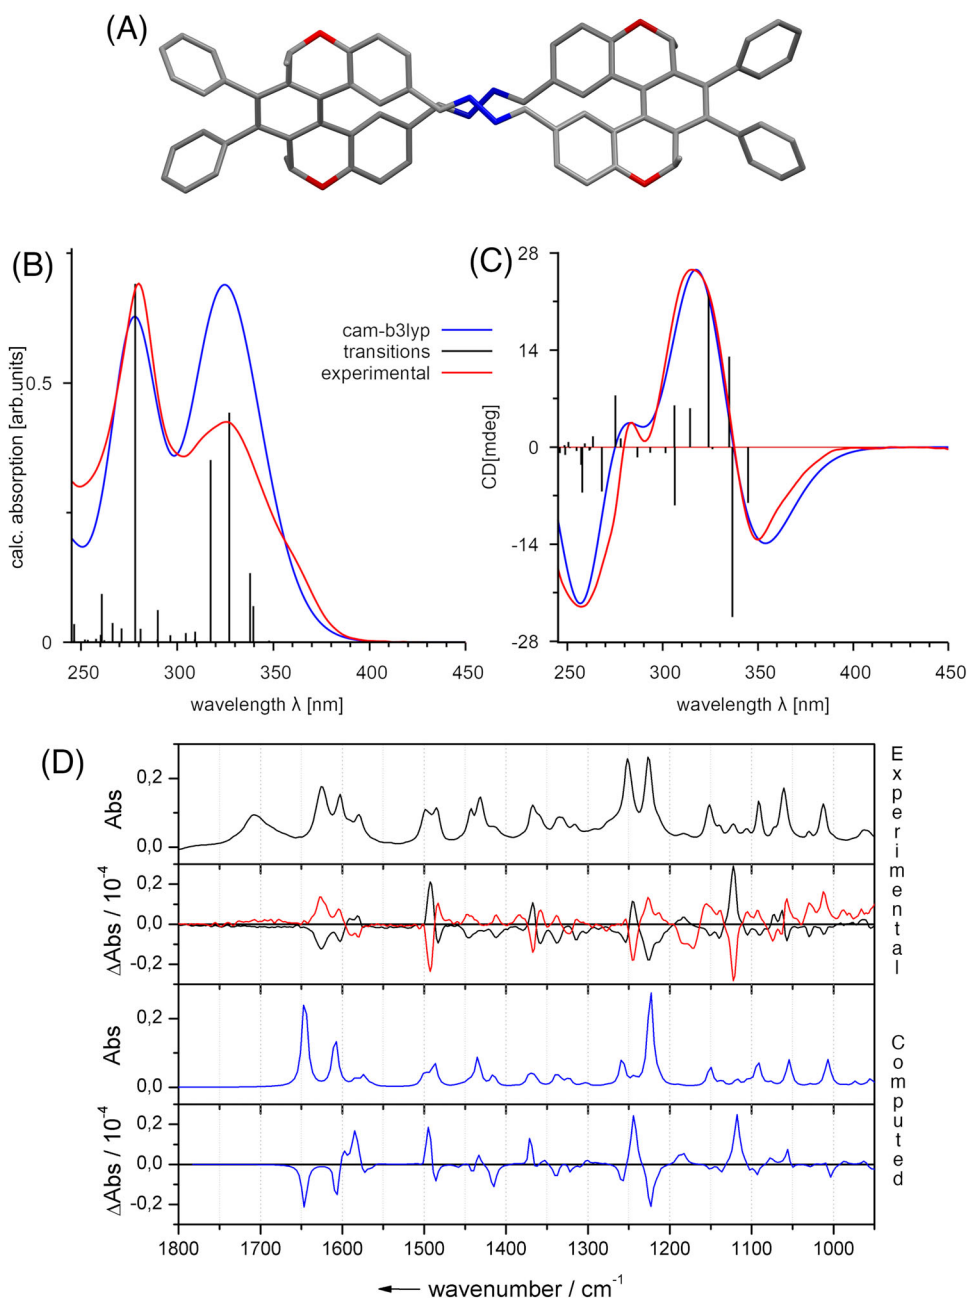 (A)
(B)
calc. absorption [arb.units]
0.5
0
250
300
350
400
450
wavelength λ [nm]
cam-b3lyp
transitions
experimental
(C)
CD[mdeg]
28
14
0
-14
-28
250
300
350
400
450
wavelength λ [nm]
(D)
Abs
0,2
0,0
ΔAbs / 10⁻⁴
0,2
0,0
-0,2
Experimental
Abs
0,2
0,0
ΔAbs / 10⁻⁴
0,2
0,0
-0,2
Computed
1800
1700
1600
1500
1400
1300
1200
1100
1000
← wavenumber / cm⁻¹